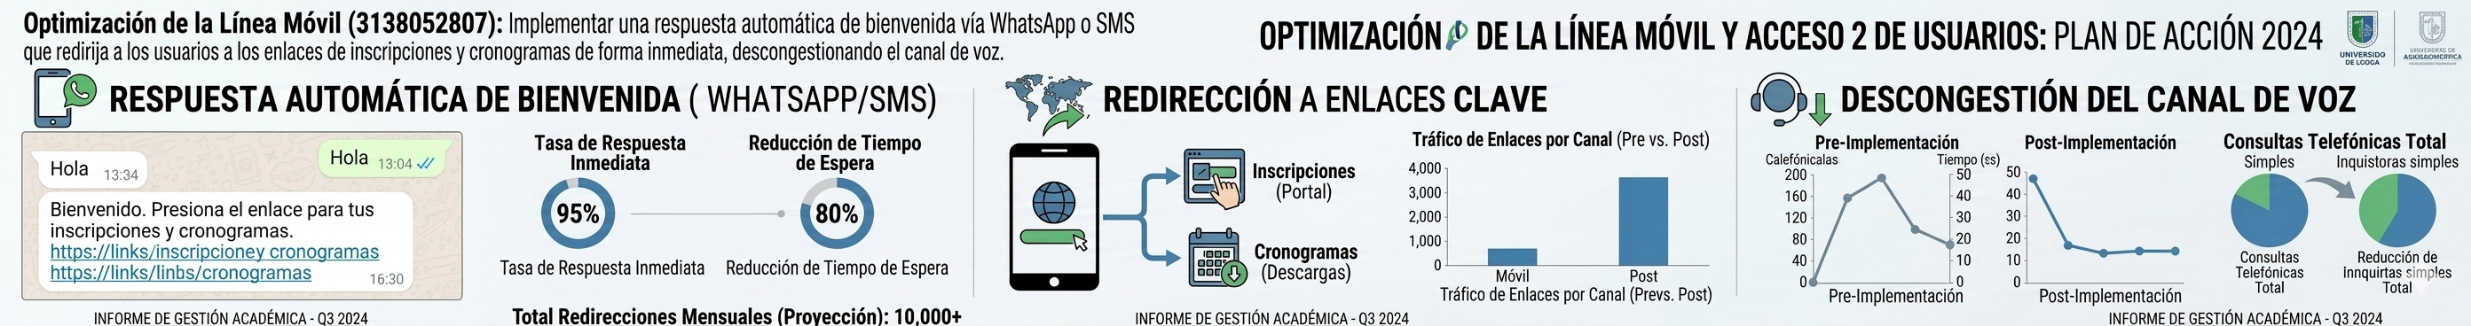 Optimización de la Línea Móvil (3138052807): Implementar una respuesta automática de bienvenida vía WhatsApp o SMS
que redirija a los usuarios a los enlaces de inscripciones y cronogramas de forma inmediata, descongestionando el canal de voz.
OPTIMIZACIÓN DE LA LÍNEA MÓVIL Y ACCESO 2 DE USUARIOS: PLAN DE ACCIÓN 2024
UNIVERSIDO
DE LOOGA
RESPUESTA AUTOMÁTICA DE BIENVENIDA ( WHATSAPP/SMS)
Hola 13:04
Hola 13:34
Bienvenido. Presiona el enlace para tus
inscripciones y cronogramas.
https://links/inscripcioney cronogramas
https://links/linbs/cronogramas
16:30
Tasa de Respuesta
Inmediata
95%
Tasa de Respuesta Inmediata
Reducción de Tiempo
de Espera
80%
Reducción de Tiempo de Espera
Total Redirecciones Mensuales (Proyección): 10,000+
INFORME DE GESTIÓN ACADÉMICA - Q3 2024
REDIRECCIÓN A ENLACES CLAVE
Inscripciones
(Portal)
Cronogramas
(Descargas)
Tráfico de Enlaces por Canal (Pre vs. Post)
4,000
3,000
2,000
2,000
1,000
0
Móvil
Post
Tráfico de Enlaces por Canal (Prevs. Post)
INFORME DE GESTIÓN ACADÉMICA - Q3 2024
DESCONGESTIÓN DEL CANAL DE VOZ
Pre-Implementación
Calefónicalas
Tiempo (εs)
200
160
120
80
40
0
50
40
30
20
10
0
Pre-Implementación
Post-Implementación
50
40
30
20
10
0
Post-Implementación
Consultas Telefónicas Total
Simples
Inquistoras simples
Consultas
Telefónicas
Total
Reducción de
Innquirtas simples
Total
INFORME DE GESTIÓN ACADÉMICA - Q3 2024